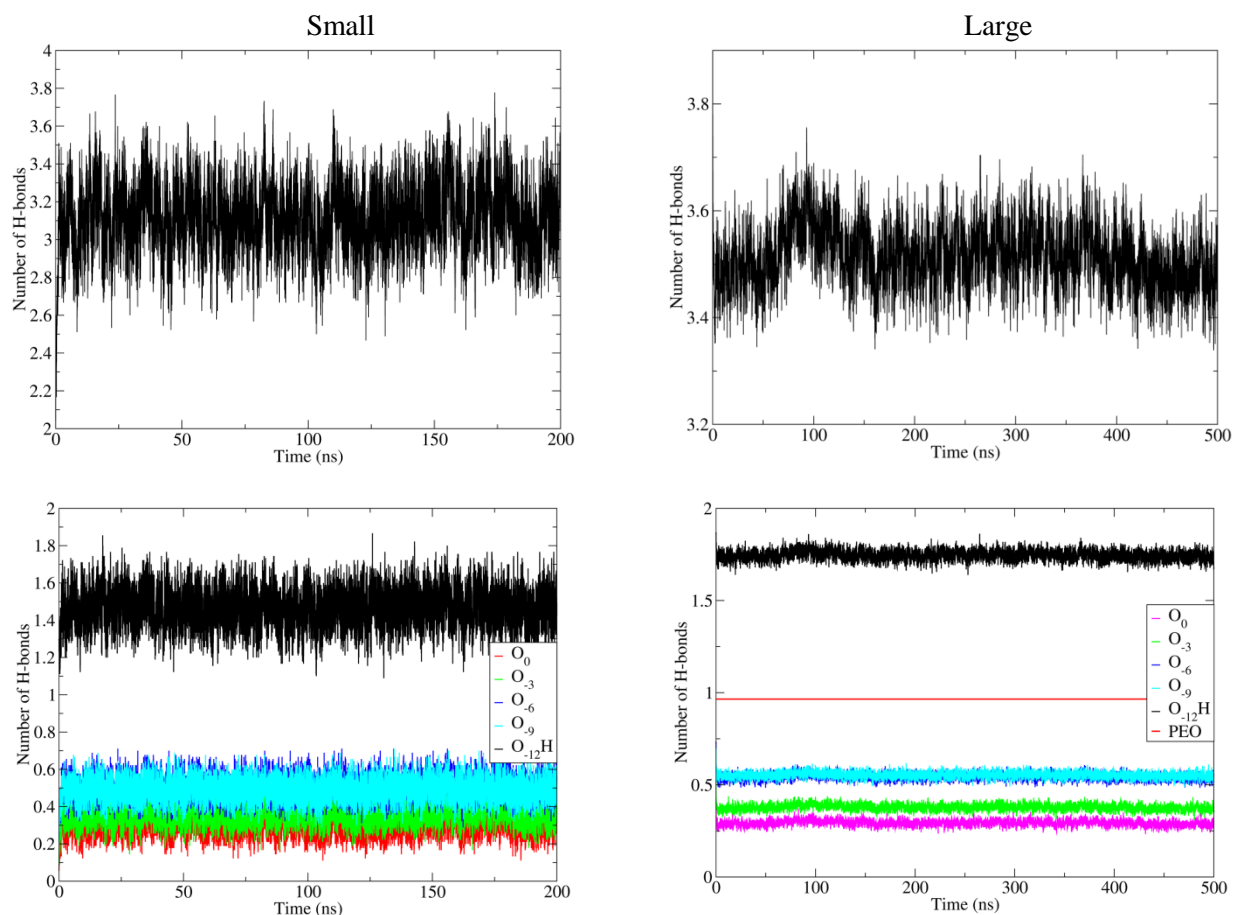 Small
Large
4
3.8
3.6
3.4
3.2
3
2.8
2.6
2.4
2.2
2
Number of H-bonds
0
50
100
150
200
Time (ns)
3.8
3.6
3.4
3.2
Number of H-bonds
0
100
200
300
400
500
Time (ns)
2
1.8
1.6
1.4
1.2
1
0.8
0.6
0.4
0.2
0
Number of H-bonds
O₀
O₋₃
O₋₆
O₋₉
O₋₁₂H
0
50
100
150
200
Time (ns)
2
1.5
1
0.5
0
Number of H-bonds
O₀
O₋₃
O₋₆
O₋₉
O₋₁₂H
PEO
0
100
200
300
400
500
Time (ns)